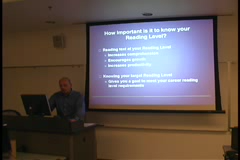 How important is it to know your
Reading Level?
Reading text at your Reading Level
Increases comprehension
Encourages growth
Increases productivity
Knowing your target Reading Level
Gives you a goal to meet your career reading
level requirements